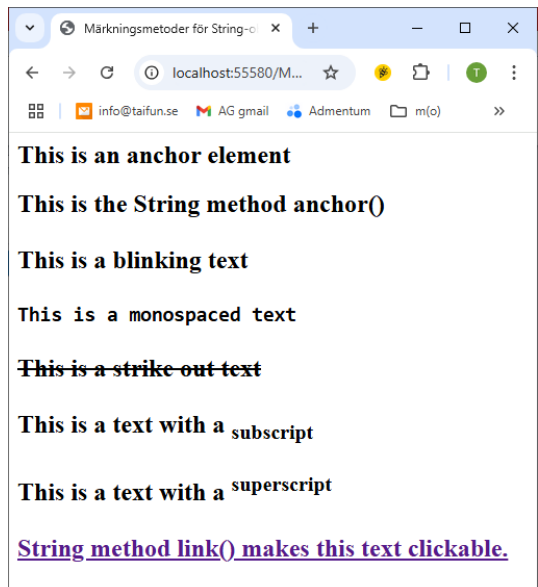 Märkningsmetoder för String-o
localhost:55580/M...
T
info@taifun.se AG gmail Admentum m(o) »
This is an anchor element
This is the String method anchor()
This is a blinking text
This is a monospaced text
This is a strike out text
This is a text with a subscript
This is a text with a superscript
String method link() makes this text clickable.